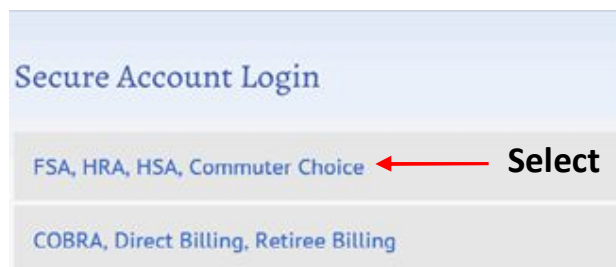 Secure Account Login
FSA, HRA, HSA, Commuter Choice Select
COBRA, Direct Billing, Retiree Billing